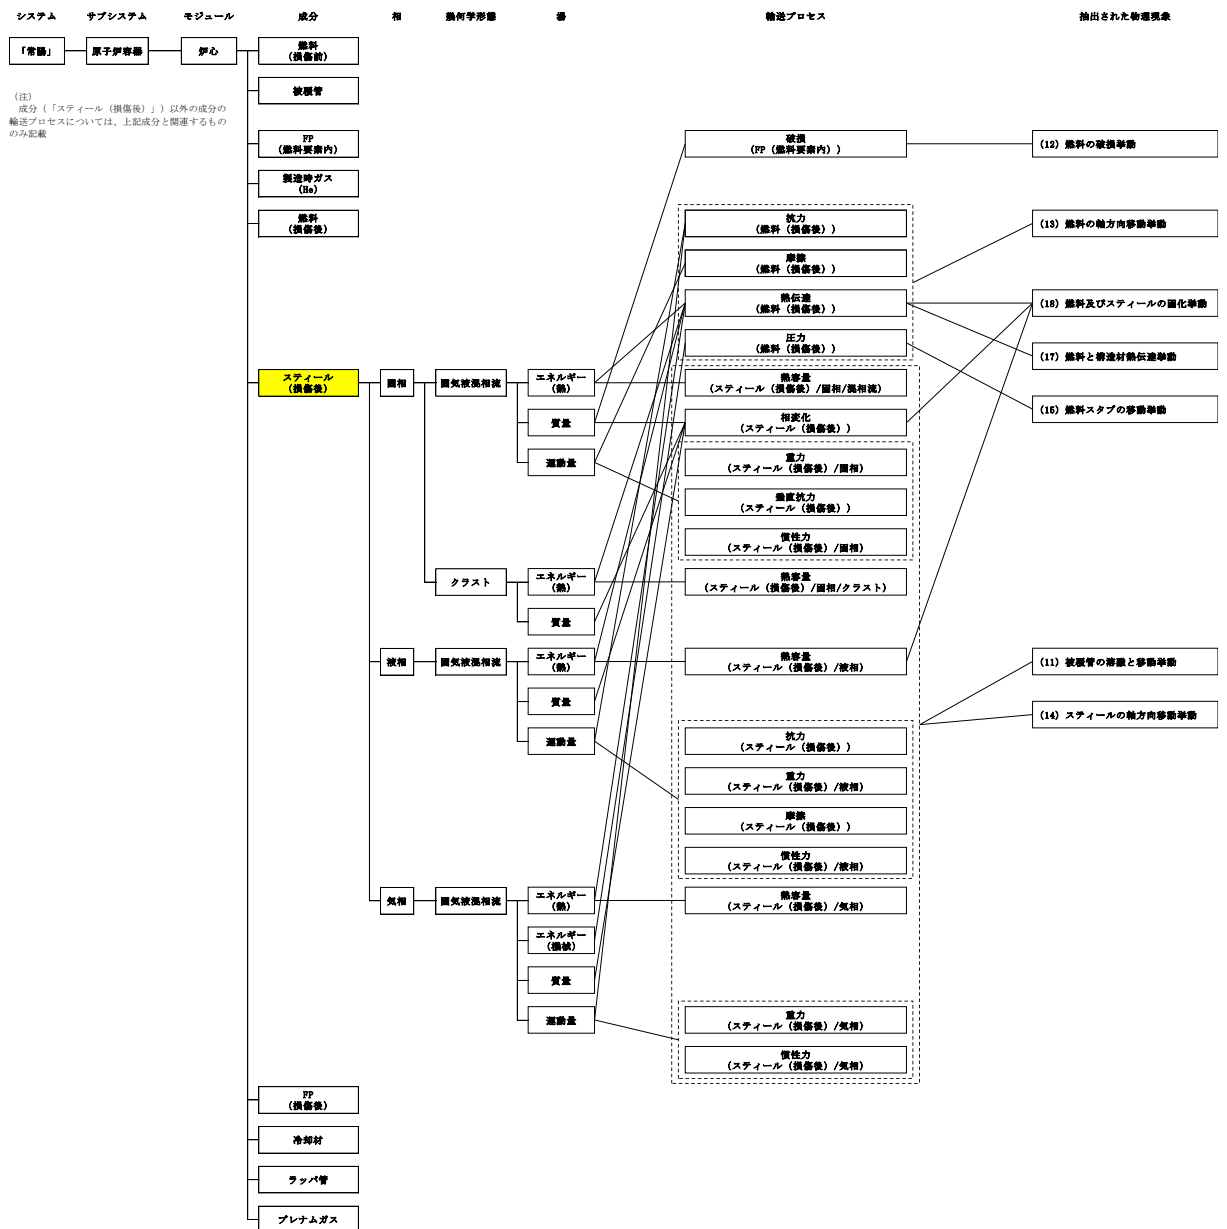 システム サブシステム モジュール 成分 相 幾何学形態 場 輸送プロセス 抽出された物理現象
「常陽」 原子炉容器 炉心
燃料
(損傷前)
(注)
成分(「スティール(損傷後)」)以外の成分の
輸送プロセスについては、上記成分と関連するもの
のみ記載
被覆管
FP
(燃料要素内)
製造時ガス
(He)
燃料
(損傷後)
スティール
(損傷後)
FP
(損傷後)
冷却材
ラッパ管
プレナムガス
固相
固気液混相流
エネルギー
(熱)
質量
運動量
クラスト
エネルギー
(熱)
質量
液相
固気液混相流
エネルギー
(熱)
質量
運動量
気相
固気液混相流
エネルギー
(熱)
エネルギー
(機械)
質量
運動量
破損
(FP(燃料要素内))
抗力
(燃料(損傷後))
摩擦
(燃料(損傷後))
熱伝達
(燃料(損傷後))
圧力
(燃料(損傷後))
熱容量
(スティール(損傷後)/固相/混相流)
相変化
(スティール(損傷後))
重力
(スティール(損傷後)/固相)
垂直抗力
(スティール(損傷後))
慣性力
(スティール(損傷後)/固相)
熱容量
(スティール(損傷後)/固相/クラスト)
熱容量
(スティール(損傷後)/液相)
抗力
(スティール(損傷後))
重力
(スティール(損傷後)/液相)
摩擦
(スティール(損傷後))
慣性力
(スティール(損傷後)/液相)
熱容量
(スティール(損傷後)/気相)
重力
(スティール(損傷後)/気相)
慣性力
(スティール(損傷後)/気相)
(12) 燃料の破損挙動
(13) 燃料の軸方向移動挙動
(18) 燃料及びスティールの固化挙動
(17) 燃料と構造材熱伝達挙動
(15) 燃料スタブの移動挙動
(11) 被覆管の溶融と移動挙動
(14) スティールの軸方向移動挙動